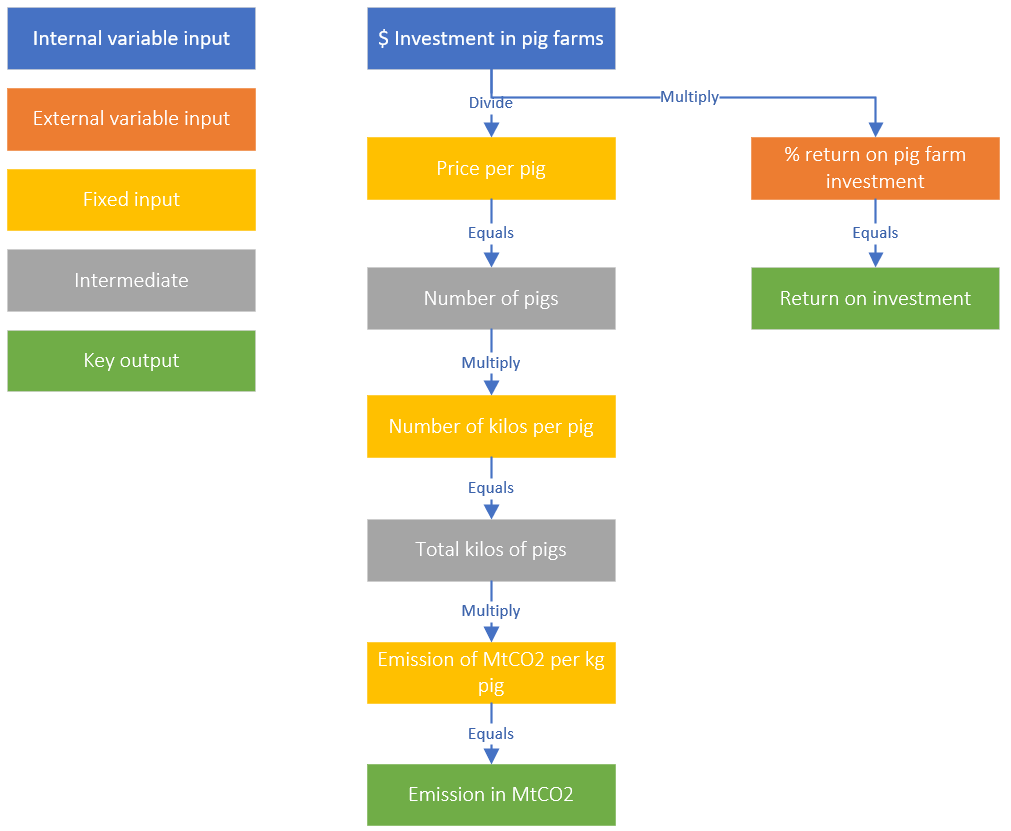 Internal variable input
External variable input
Fixed input
Intermediate
Key output
$ Investment in pig farms
Divide
Multiply
Price per pig
% return on pig farm
investment
Equals
Equals
Number of pigs
Return on investment
Multiply
Number of kilos per pig
Equals
Total kilos of pigs
Multiply
Emission of MtCO2 per kg
pig
Equals
Emission in MtCO2